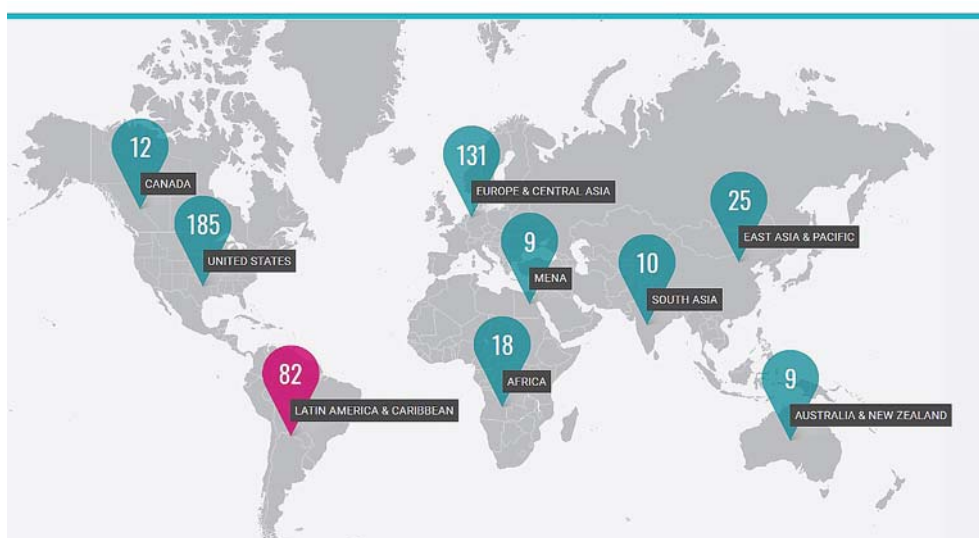 12
CANADA
185
UNITED STATES
131
EUROPE & CENTRAL ASIA
9
MENA
25
EAST ASIA & PACIFIC
10
SOUTH ASIA
82
LATIN AMERICA & CARIBBEAN
18
AFRICA
9
AUSTRALIA & NEW ZEALAND